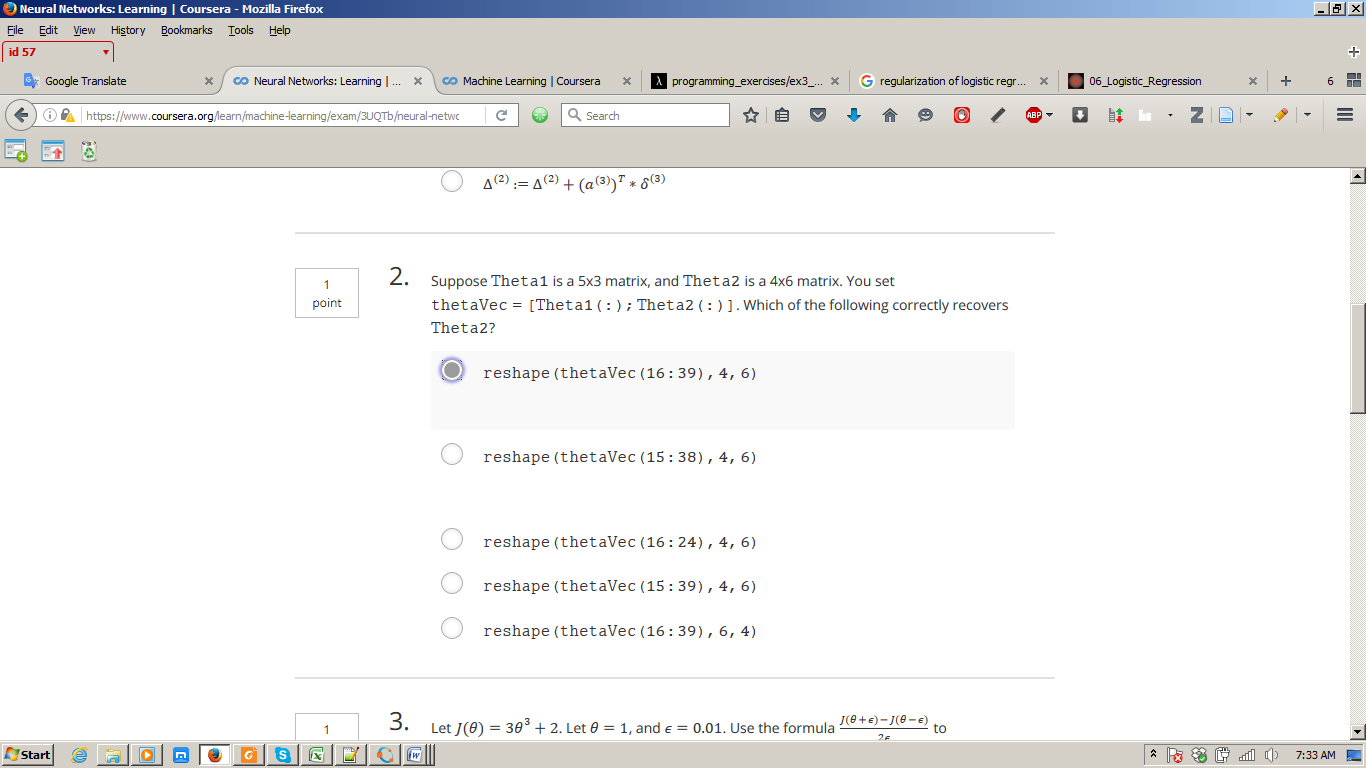 Neural Networks: Learning | Coursera - Mozilla Firefox
File Edit View History Bookmarks Tools Help
id 57
Google Translate
Neural Networks: Learning | ...
Machine Learning | Coursera
programming_exercises/ex3_...
regularization of logistic regr...
06_Logistic_Regression
6
https://www.coursera.org/learn/machine-learning/exam/3UQTb/neural-netwc
Search
ABP
Δ(2) := Δ(2) + (a(3))T * δ(3)
1
point
2.
Suppose Theta1 is a 5x3 matrix, and Theta2 is a 4x6 matrix. You set
thetaVec = [Theta1(:); Theta2(:)]. Which of the following correctly recovers
Theta2?
reshape(thetaVec(16:39),4,6)
reshape(thetaVec(15:38),4,6)
reshape(thetaVec(16:24),4,6)
reshape(thetaVec(15:39),4,6)
reshape(thetaVec(16:39),6,4)
1
3.
Let J(θ) = 3θ³ + 2. Let θ = 1, and ϵ = 0.01. Use the formula J(θ+ϵ)−J(θ−ϵ)/2ϵ to
Start
7:33 AM